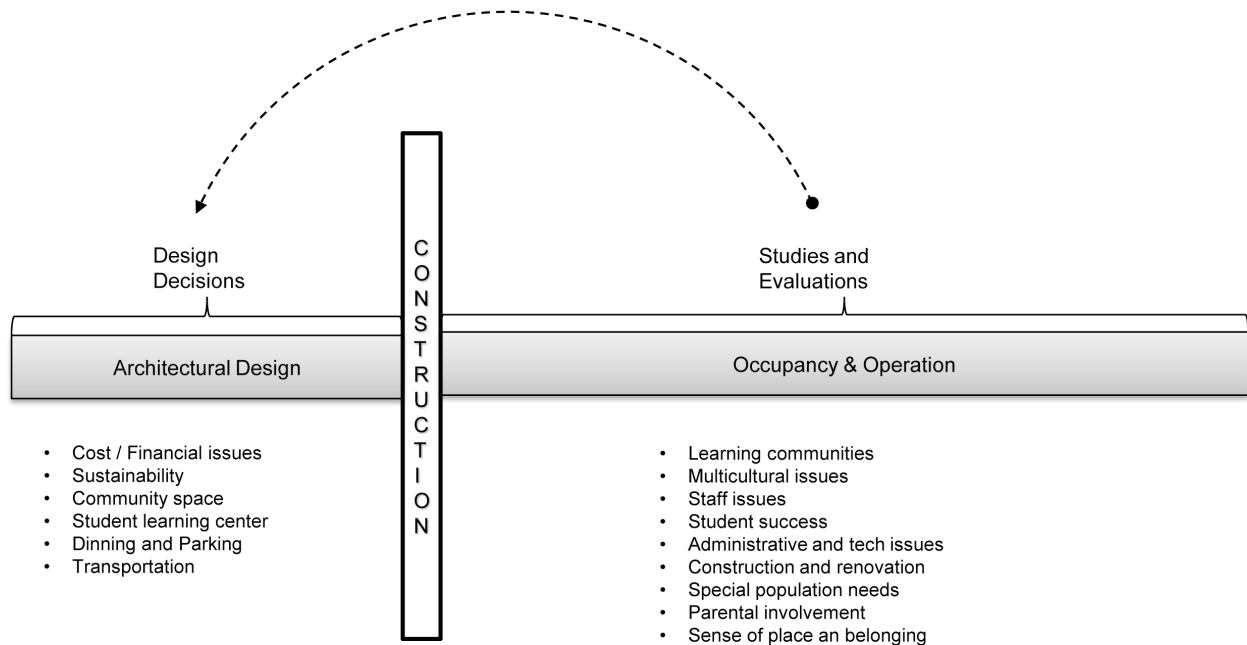 Design
Decisions
Studies and
Evaluations
CONSTRUCTION
Architectural Design
Occupancy & Operation
• Cost / Financial issues
• Sustainability
• Community space
• Student learning center
• Dinning and Parking
• Transportation
• Learning communities
• Multicultural issues
• Staff issues
• Student success
• Administrative and tech issues
• Construction and renovation
• Special population needs
• Parental involvement
• Sense of place an belonging